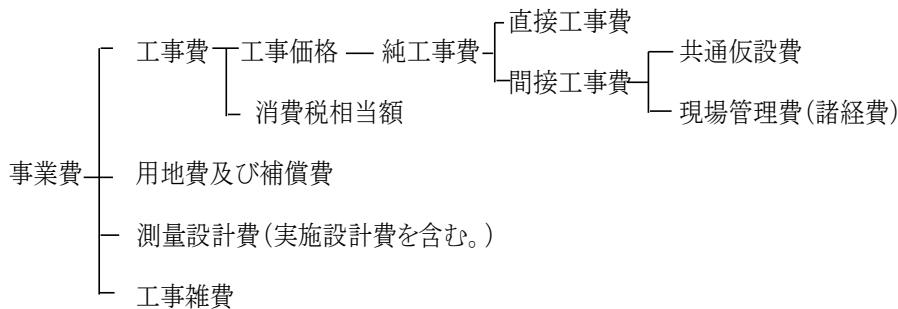 直接工事費
工事費 工事価格 純工事費
共通仮設費
間接工事費
消費税相当額
現場管理費(諸経費)
事業費 用地費及び補償費
測量設計費(実施設計費を含む。)
工事雑費